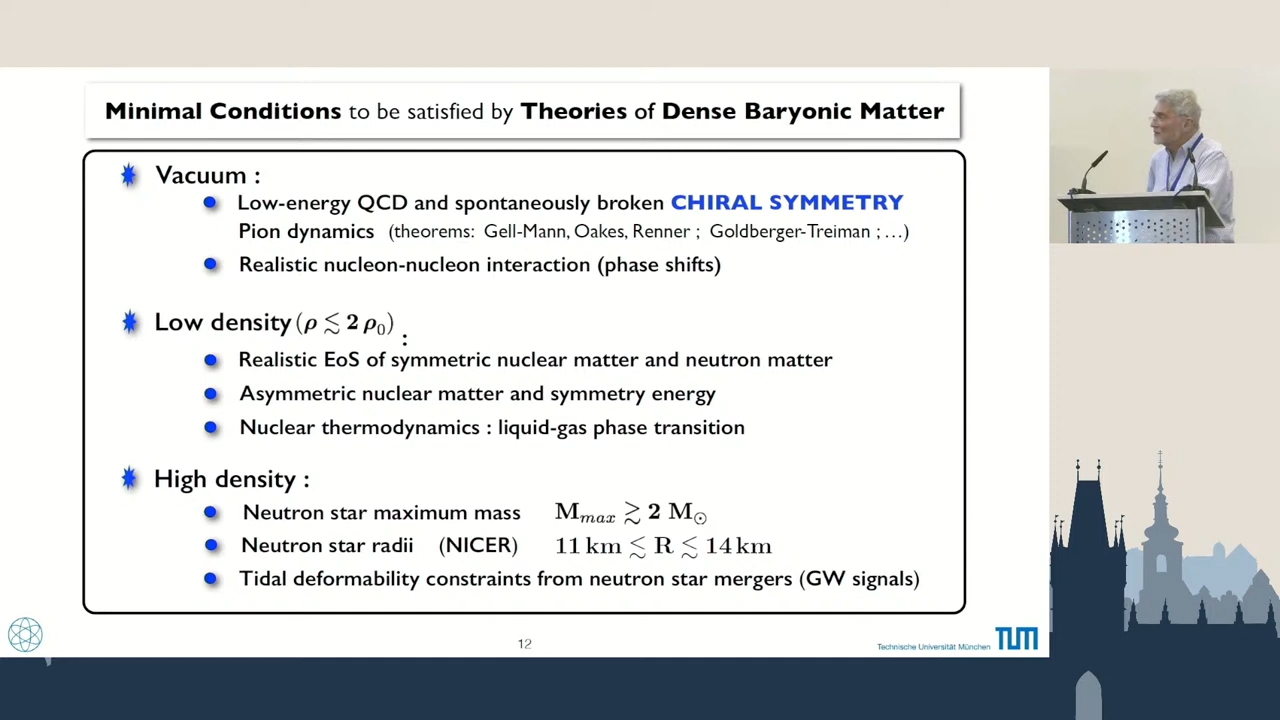 Minimal Conditions to be satisfied by Theories of Dense Baryonic Matter
Vacuum :
Low-energy QCD and spontaneously broken CHIRAL SYMMETRY
Pion dynamics (theorems: Gell-Mann, Oakes, Renner ; Goldberger-Treiman ; …)
Realistic nucleon-nucleon interaction (phase shifts)
Low density (ρ ≲ 2 ρ₀) :
Realistic EoS of symmetric nuclear matter and neutron matter
Asymmetric nuclear matter and symmetry energy
Nuclear thermodynamics : liquid-gas phase transition
High density :
Neutron star maximum mass M_max ≳ 2 M_⊙
Neutron star radii (NICER) 11 km ≲ R ≲ 14 km
Tidal deformability constraints from neutron star mergers (GW signals)
12
Technische Universität München TUM